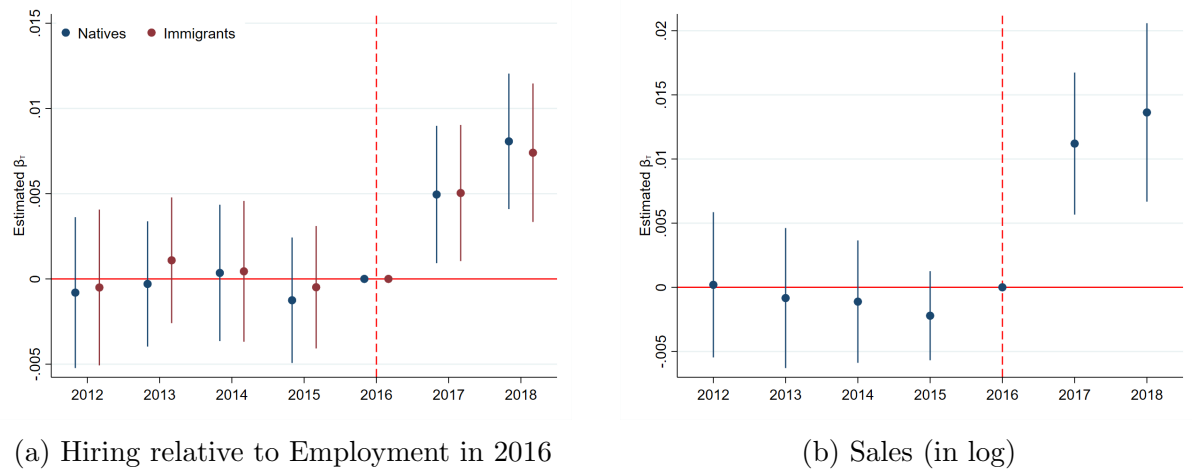 Natives Immigrants
.015
.01
.005
0
-.005
Estimated βτ
2012 2013 2014 2015 2016 2017 2018
(a) Hiring relative to Employment in 2016
.02
.015
.01
.005
0
-.005
Estimated βτ
2012 2013 2014 2015 2016 2017 2018
(b) Sales (in log)